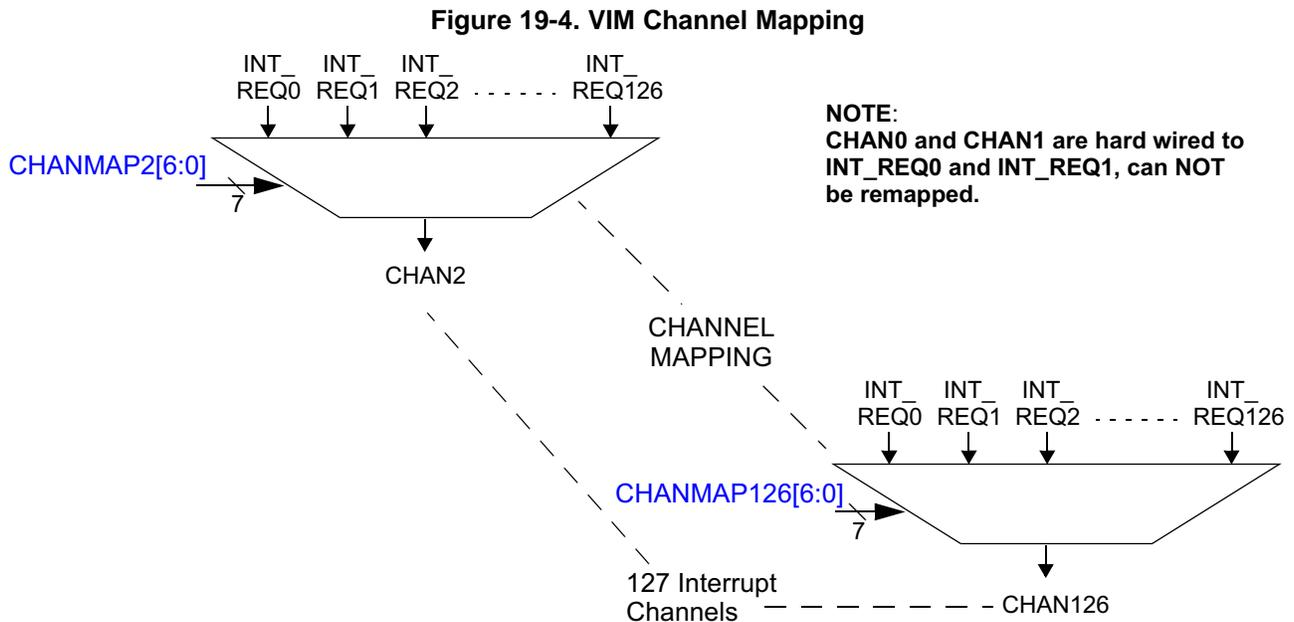 Figure 19-4. VIM Channel Mapping
INT_ INT_ INT_ INT_
REQ0 REQ1 REQ2 REQ126
NOTE:
CHAN0 and CHAN1 are hard wired to
INT_REQ0 and INT_REQ1, can NOT
be remapped.
CHANMAP2[6:0]
7
CHAN2
CHANNEL
MAPPING
INT_ INT_ INT_ INT_
REQ0 REQ1 REQ2 REQ126
CHANMAP126[6:0]
7
127 Interrupt
Channels
CHAN126